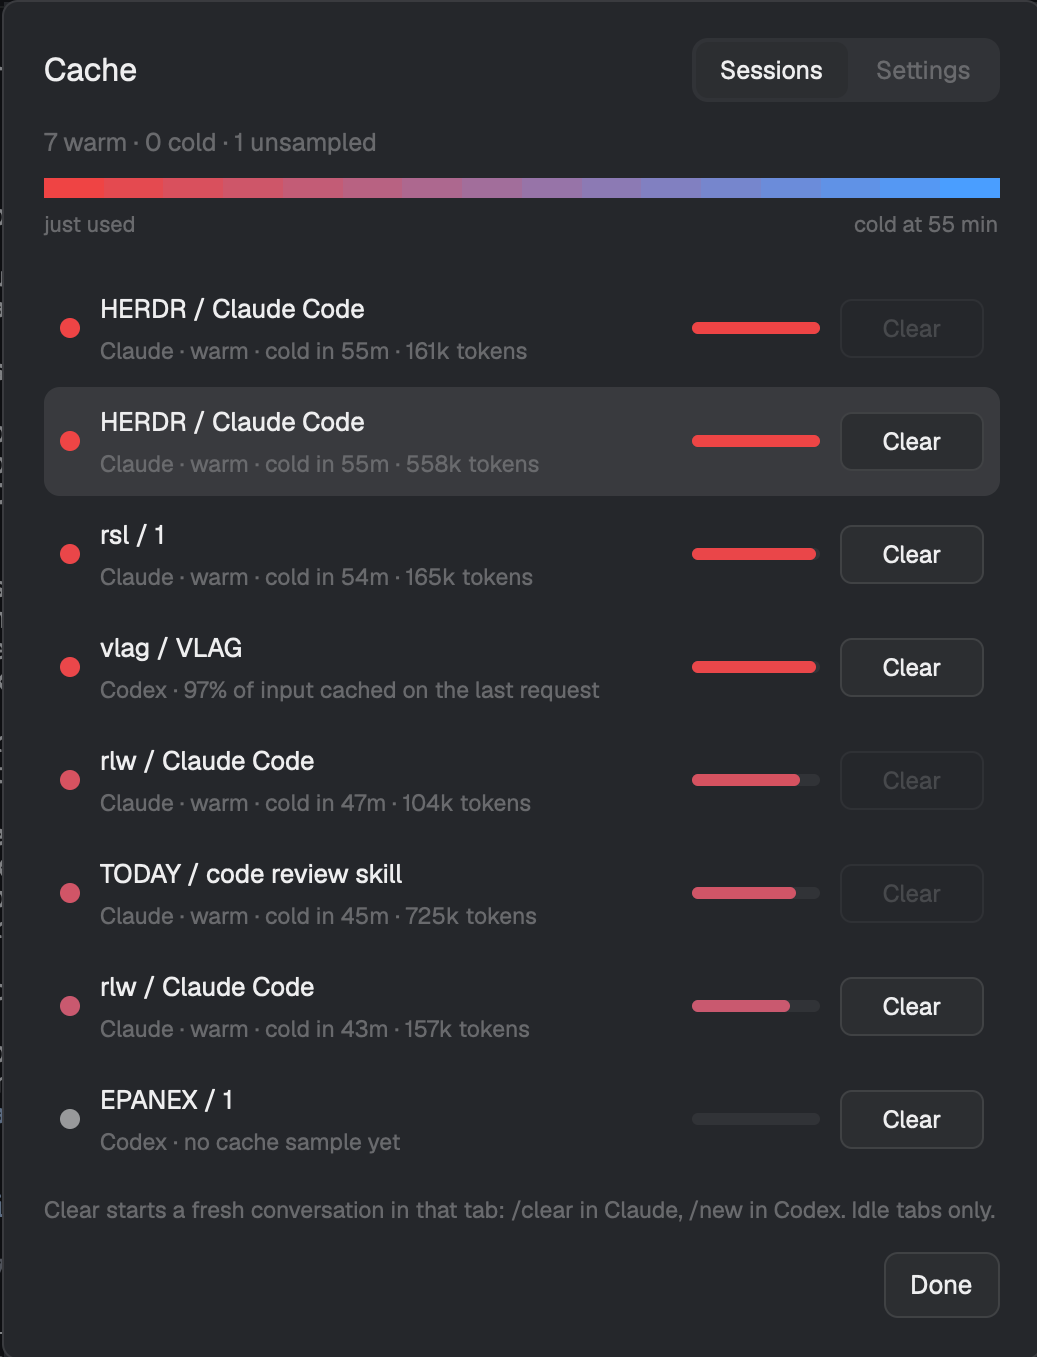 Cache
Sessions
Settings
7 warm · 0 cold · 1 unsampled
just used
cold at 55 min
HERDR / Claude Code
Claude · warm · cold in 55m · 161k tokens
Clear
HERDR / Claude Code
Claude · warm · cold in 55m · 558k tokens
Clear
rsl / 1
Claude · warm · cold in 54m · 165k tokens
Clear
vlag / VLAG
Codex · 97% of input cached on the last request
Clear
rlw / Claude Code
Claude · warm · cold in 47m · 104k tokens
Clear
TODAY / code review skill
Claude · warm · cold in 45m · 725k tokens
Clear
rlw / Claude Code
Claude · warm · cold in 43m · 157k tokens
Clear
EPANEX / 1
Codex · no cache sample yet
Clear
Clear starts a fresh conversation in that tab: /clear in Claude, /new in Codex. Idle tabs only.
Done